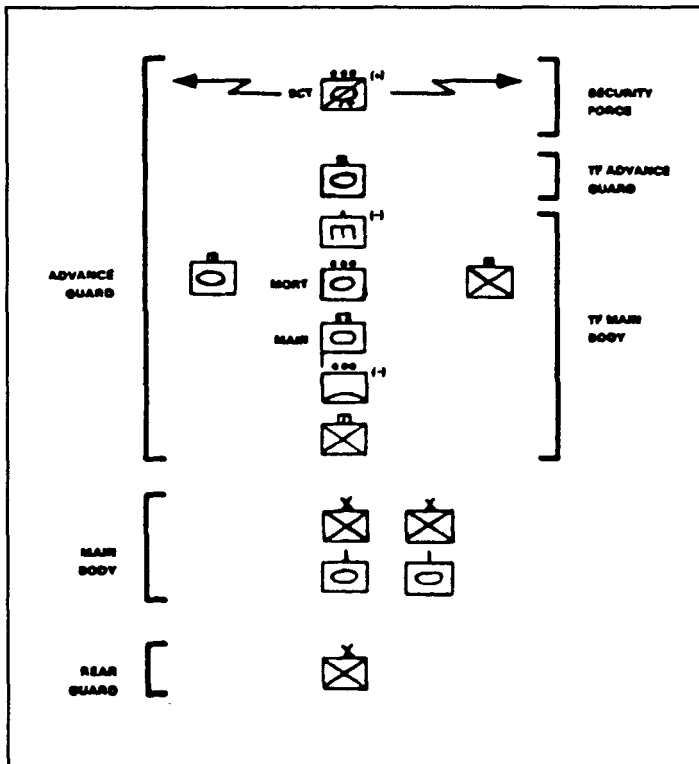 SCT
(+)
SECURITY
FORCE
TF ADVANCE
GUARD
(-)
ADVANCE
GUARD
MORT
MAIN
TF MAIN
BODY
(-)
MAIN
BODY
REAR
GUARD